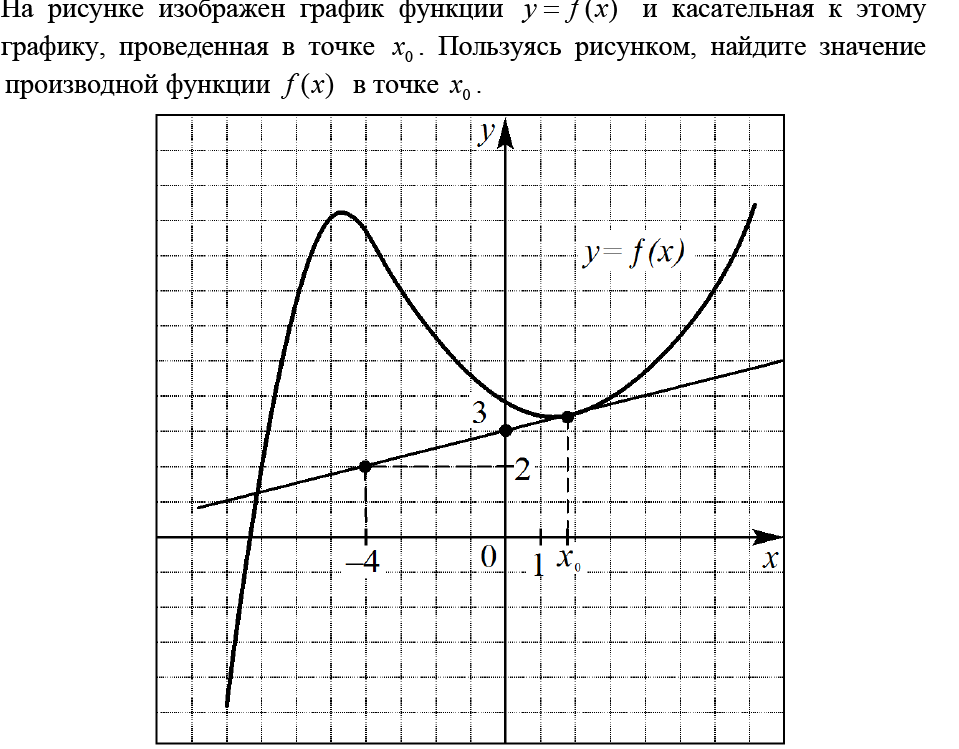 На рисунке изображен график функции y = f (x) и касательная к этому
графику, проведенная в точке x₀. Пользуясь рисунком, найдите значение
производной функции f (x) в точке x₀.
y
y= f (x)
3
2
–4
0
1
x₀
x